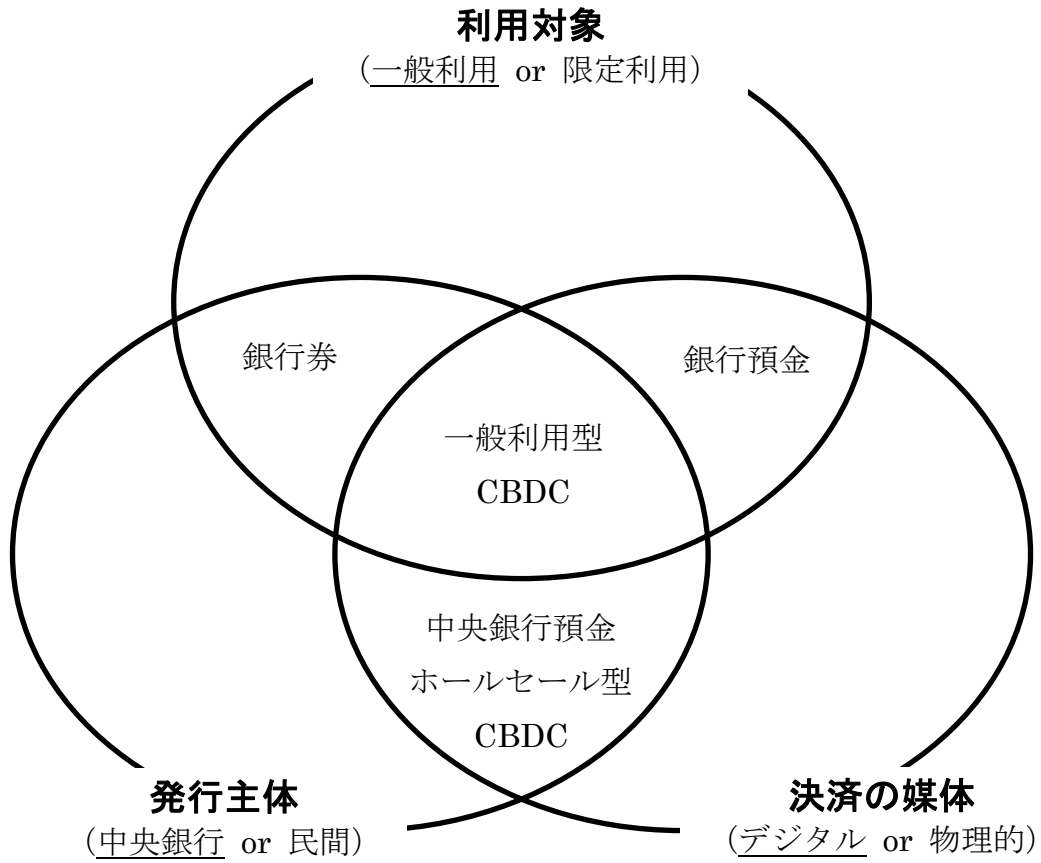 利用対象
（一般利用 or 限定利用）
銀行券
銀行預金
一般利用型
CBDC
中央銀行預金
ホールセール型
CBDC
発行主体
（中央銀行 or 民間）
決済の媒体
（デジタル or 物理的）